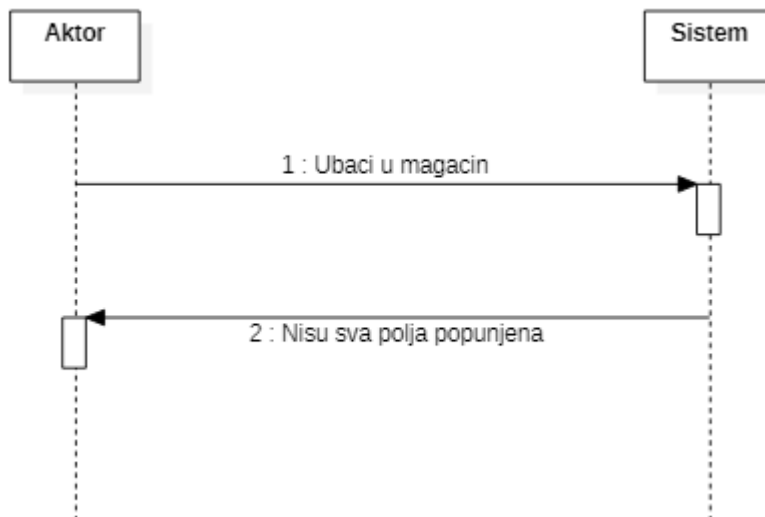 Aktor
Sistem
1 : Ubaci u magacin
2 : Nisu sva polja popunjena